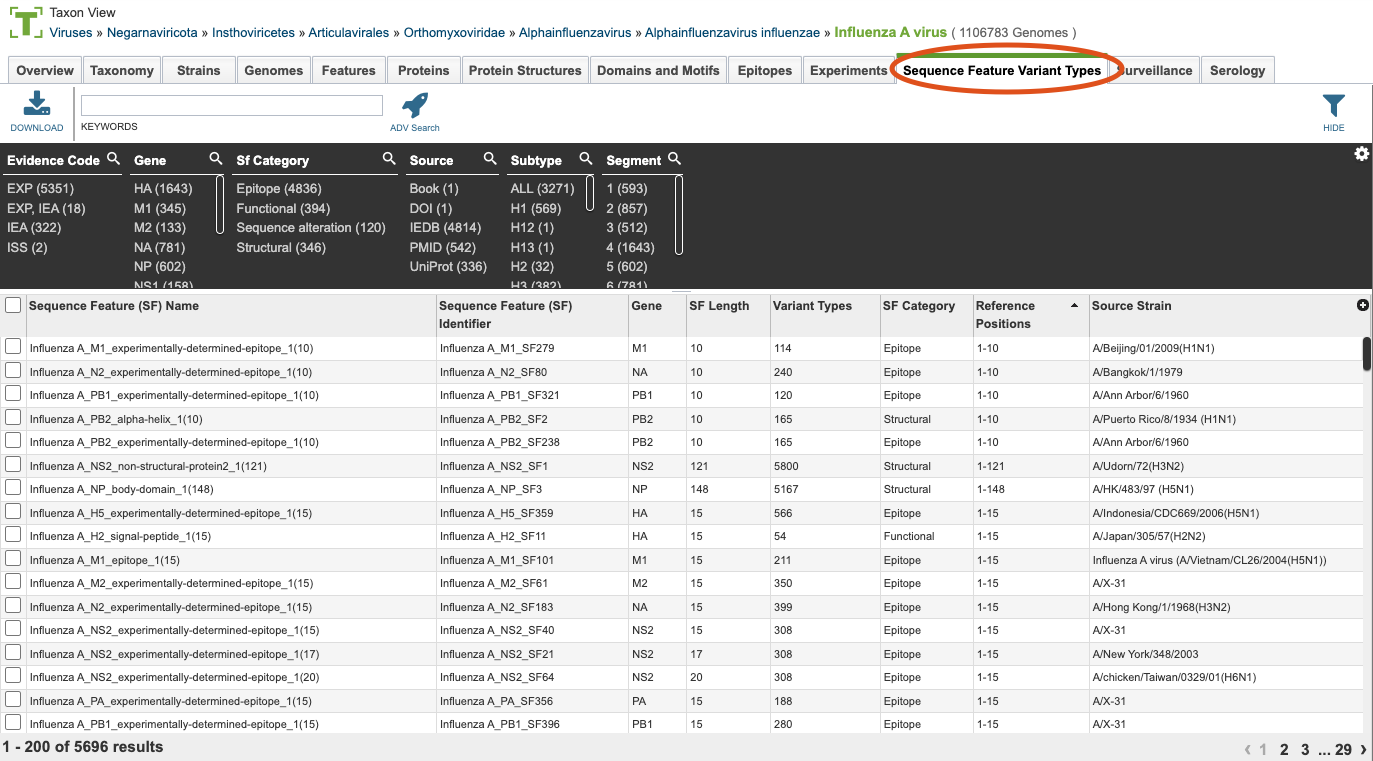 Taxon View
Viruses » Negarnaviricota » Insthoviricetes » Articulavirales » Orthomyxoviridae » Alphainfluenzavirus » Alphainfluenzavirus influenzae » Influenza A virus ( 1106783 Genomes )
Overview Taxonomy Strains Genomes Features Proteins Protein Structures Domains and Motifs Epitopes Experiments Sequence Feature Variant Types Surveillance Serology
DOWNLOAD KEYWORDS ADV Search HIDE
Evidence Code Gene Sf Category Source Subtype Segment
EXP (5351) HA (1643) Epitope (4836) Book (1) ALL (3271) 1 (593)
EXP, IEA (18) M1 (345) Functional (394) DOI (1) H1 (569) 2 (857)
IEA (322) M2 (133) Sequence alteration (120) IEDB (4814) H12 (1) 3 (512)
ISS (2) NA (781) Structural (346) PMID (542) H13 (1) 4 (1643)
NP (602) UniProt (336) H2 (32) 5 (602)
NS1 (158) H3 (382) 6 (781)
Sequence Feature (SF) Name Sequence Feature (SF) Gene SF Length Variant Types SF Category Reference Source Strain
Identifier Positions
Influenza A_M1_experimentally-determined-epitope_1(10) Influenza A_M1_SF279 M1 10 114 Epitope 1-10 A/Beijing/01/2009(H1N1)
Influenza A_N2_experimentally-determined-epitope_1(10) Influenza A_N2_SF80 NA 10 240 Epitope 1-10 A/Bangkok/1/1979
Influenza A_PB1_experimentally-determined-epitope_1(10) Influenza A_PB1_SF321 PB1 10 120 Epitope 1-10 A/Ann Arbor/6/1960
Influenza A_PB2_alpha-helix_1(10) Influenza A_PB2_SF2 PB2 10 165 Structural 1-10 A/Puerto Rico/8/1934 (H1N1)
Influenza A_PB2_experimentally-determined-epitope_1(10) Influenza A_PB2_SF238 PB2 10 165 Epitope 1-10 A/Ann Arbor/6/1960
Influenza A_NS2_non-structural-protein2_1(121) Influenza A_NS2_SF1 NS2 121 5800 Structural 1-121 A/Udorn/72(H3N2)
Influenza A_NP_body-domain_1(148) Influenza A_NP_SF3 NP 148 5167 Structural 1-148 A/HK/483/97 (H5N1)
Influenza A_H5_experimentally-determined-epitope_1(15) Influenza A_H5_SF359 HA 15 566 Epitope 1-15 A/Indonesia/CDC669/2006(H5N1)
Influenza A_H2_signal-peptide_1(15) Influenza A_H2_SF11 HA 15 54 Functional 1-15 A/Japan/305/57(H2N2)
Influenza A_M1_epitope_1(15) Influenza A_M1_SF101 M1 15 211 Epitope 1-15 Influenza A virus (A/Vietnam/CL26/2004(H5N1))
Influenza A_M2_experimentally-determined-epitope_1(15) Influenza A_M2_SF61 M2 15 350 Epitope 1-15 A/X-31
Influenza A_N2_experimentally-determined-epitope_1(15) Influenza A_N2_SF183 NA 15 399 Epitope 1-15 A/Hong Kong/1/1968(H3N2)
Influenza A_NS2_experimentally-determined-epitope_1(15) Influenza A_NS2_SF40 NS2 15 308 Epitope 1-15 A/X-31
Influenza A_NS2_experimentally-determined-epitope_1(17) Influenza A_NS2_SF21 NS2 17 308 Epitope 1-15 A/New York/348/2003
Influenza A_NS2_experimentally-determined-epitope_1(20) Influenza A_NS2_SF64 NS2 20 308 Epitope 1-15 A/chicken/Taiwan/0329/01(H6N1)
Influenza A_PA_experimentally-determined-epitope_1(15) Influenza A_PA_SF356 PA 15 188 Epitope 1-15 A/X-31
Influenza A_PB1_experimentally-determined-epitope_1(15) Influenza A_PB1_SF396 PB1 15 280 Epitope 1-15 A/X-31
1 - 200 of 5696 results ‹ 1 2 3 ... 29 ›